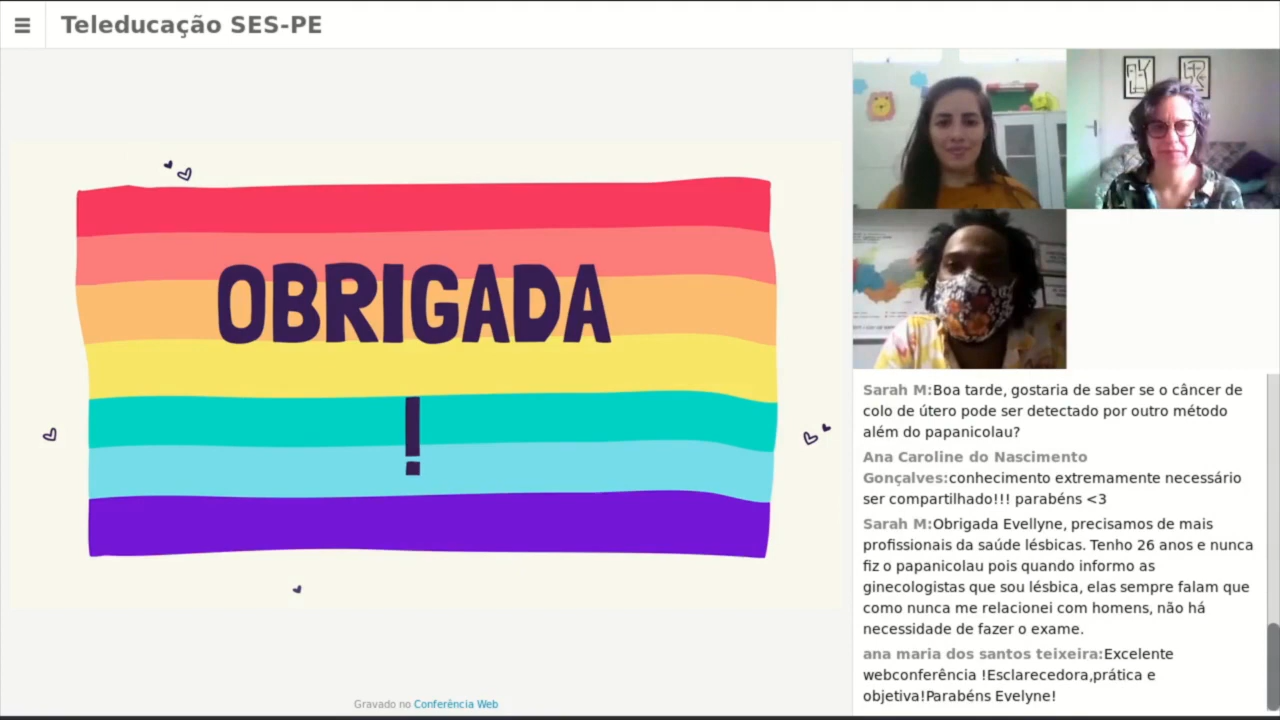 Teleducação SES-PE
OBRIGADA
!
Sarah M:Boa tarde, gostaria de saber se o câncer de
colo de útero pode ser detectado por outro método
além do papanicolau?
Ana Caroline do Nascimento
Gonçalves:conhecimento extremamente necessário
ser compartilhado!!! parabéns <3
Sarah M:Obrigada Evellyne, precisamos de mais
profissionais da saúde lésbicas. Tenho 26 anos e nunca
fiz o papanicolau pois quando informo as
ginecologistas que sou lésbica, elas sempre falam que
como nunca me relacionei com homens, não há
necessidade de fazer o exame.
ana maria dos santos teixeira:Excelente
webconferência !Esclarecedora,prática e
objetiva!Parabéns Evelyne!
Gravado no Conferência Web